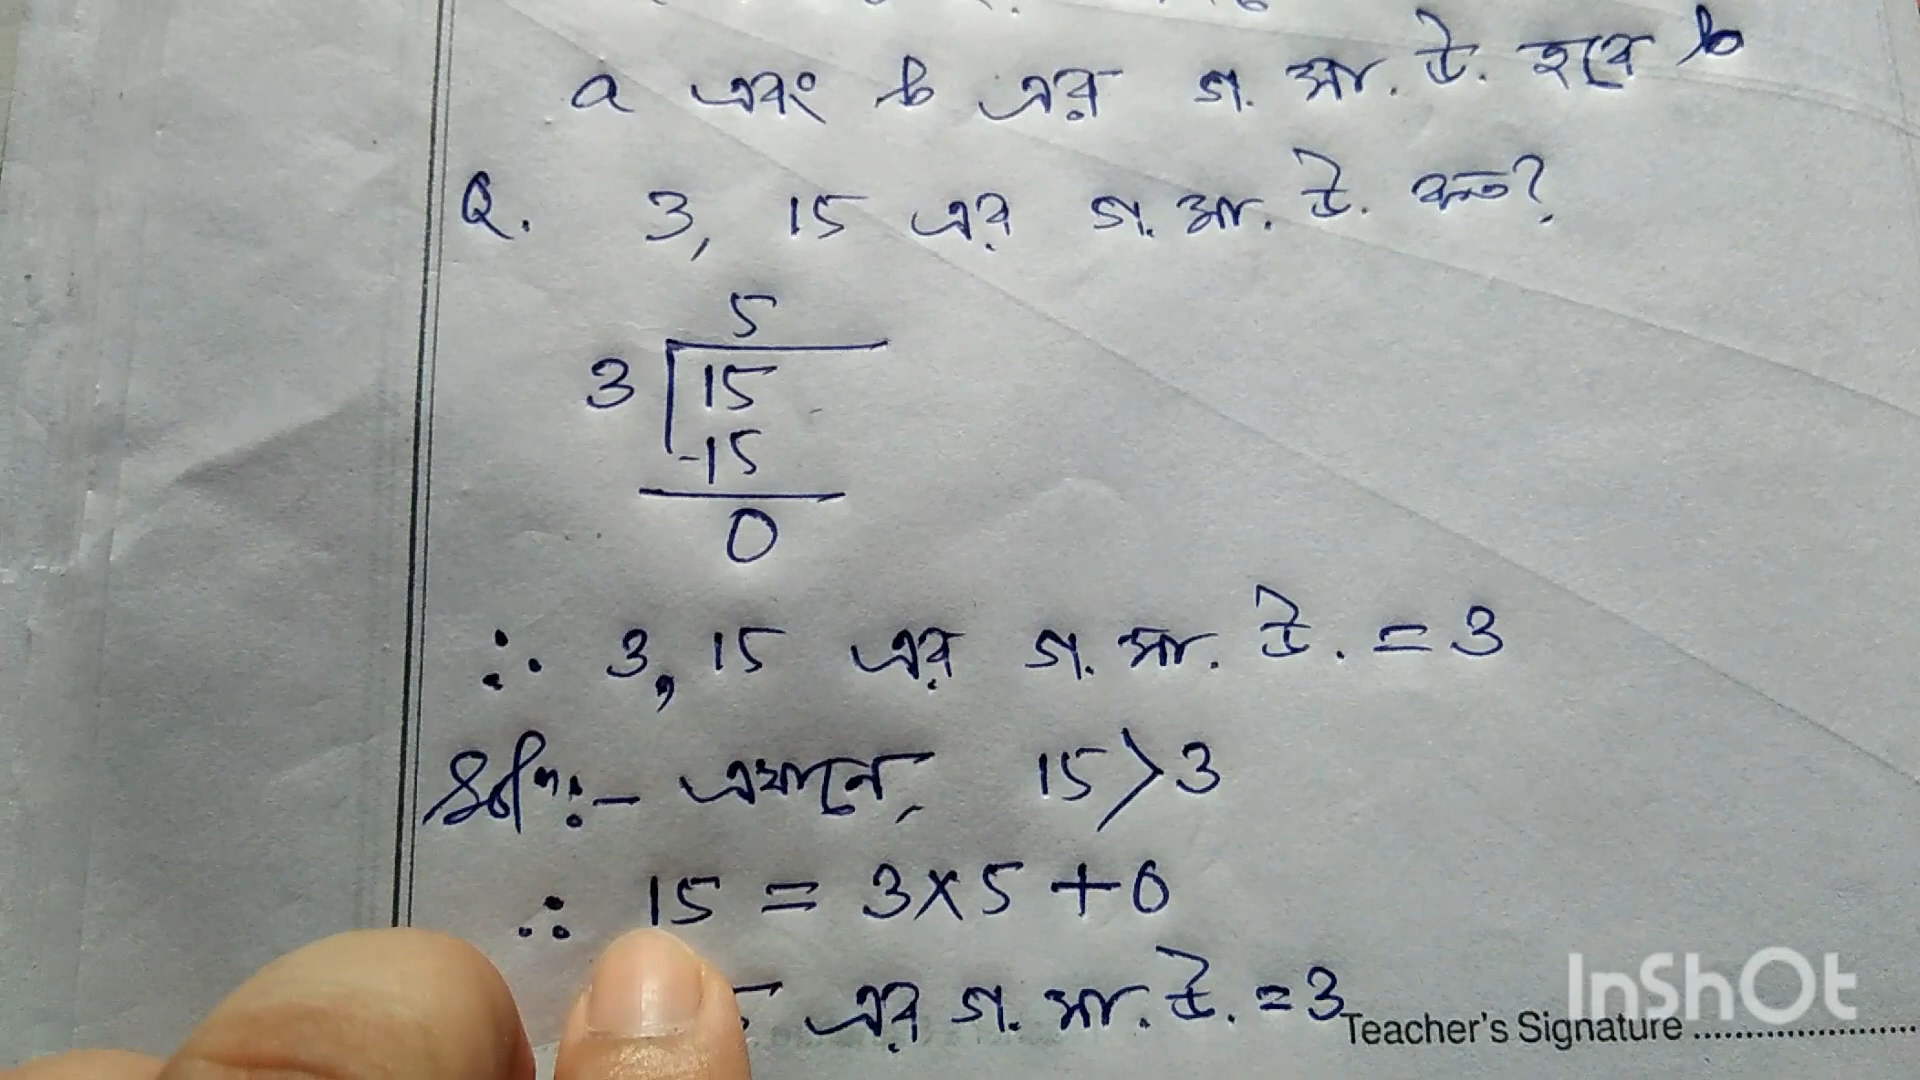 a এবং b এর গ. সা. উ. হবে b
Q. 3, 15 এর গ. সা. উ. কত?
5
3 15
-15
0
∴ 3, 15 এর গ. সা. উ. = 3
Solⁿ:- এখানে, 15 > 3
∴ 15 = 3×5+0
এর গ. সা. উ. = 3
Teacher's Signature ......................
InShOt